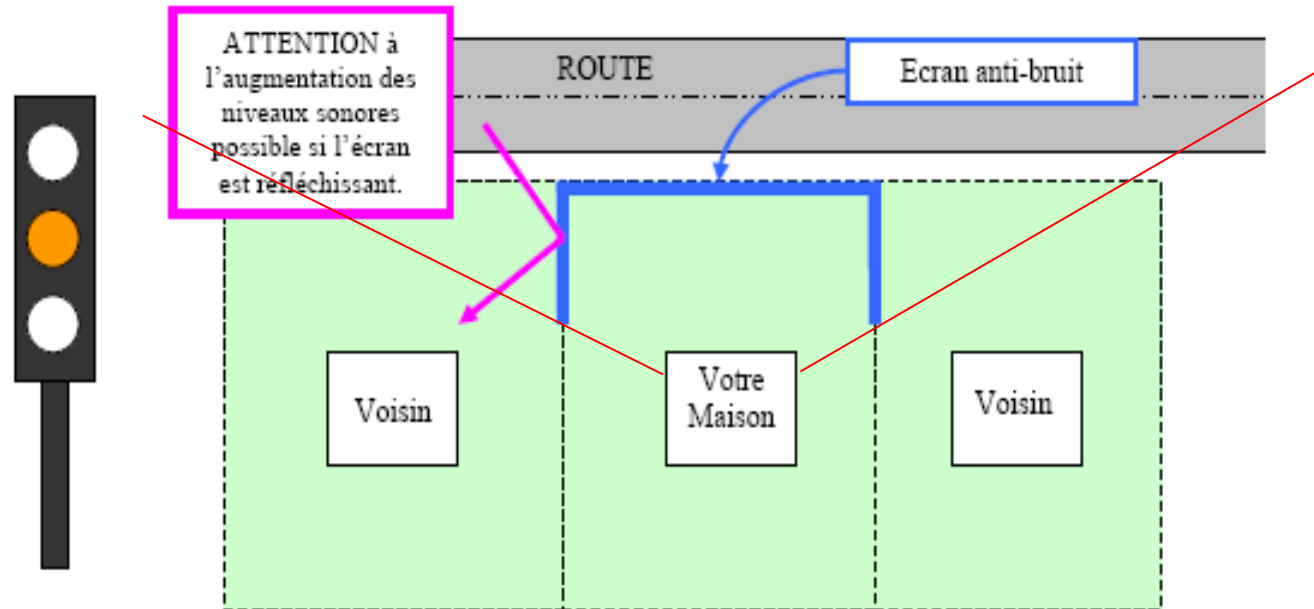 ATTENTION à
l'augmentation des
niveaux sonores
possible si l'écran
est réfléchissant.
ROUTE
Ecran anti-bruit
Voisin
Votre
Maison
Voisin